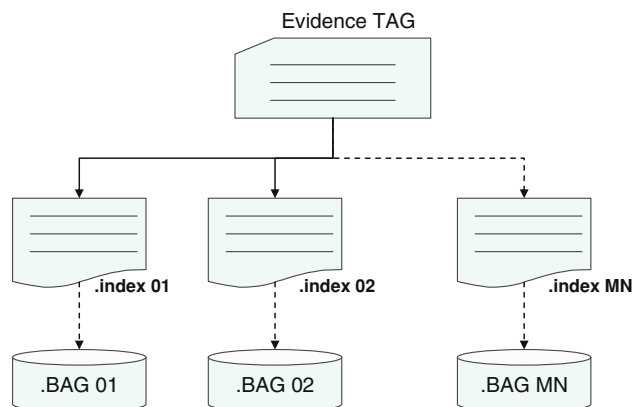 Evidence TAG
.index 01
.index 02
.index MN
.BAG 01
.BAG 02
.BAG MN